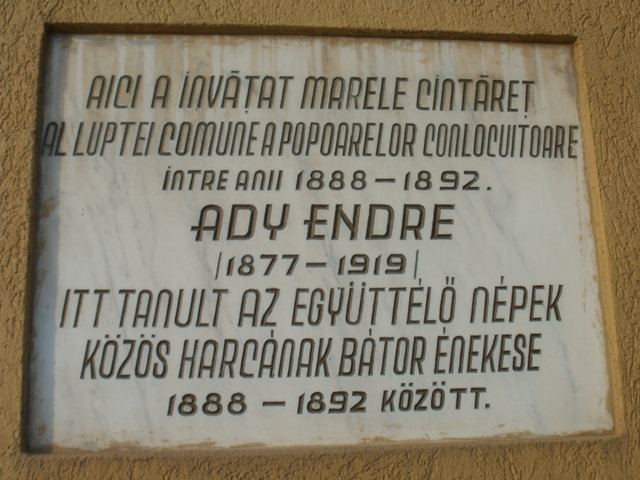 AICI A ÎNVĂȚAT MARELE CÎNTĂREȚ
AL LUPTEI COMUNE A POPOARELOR CONLOCUITOARE
ÎNTRE ANII 1888 – 1892.
ADY ENDRE
/1877 – 1919/
ITT TANULT AZ EGYÜTTÉLŐ NÉPEK
KÖZÖS HARCÁNAK BÁTOR ÉNEKESE
1888 – 1892 KÖZÖTT.